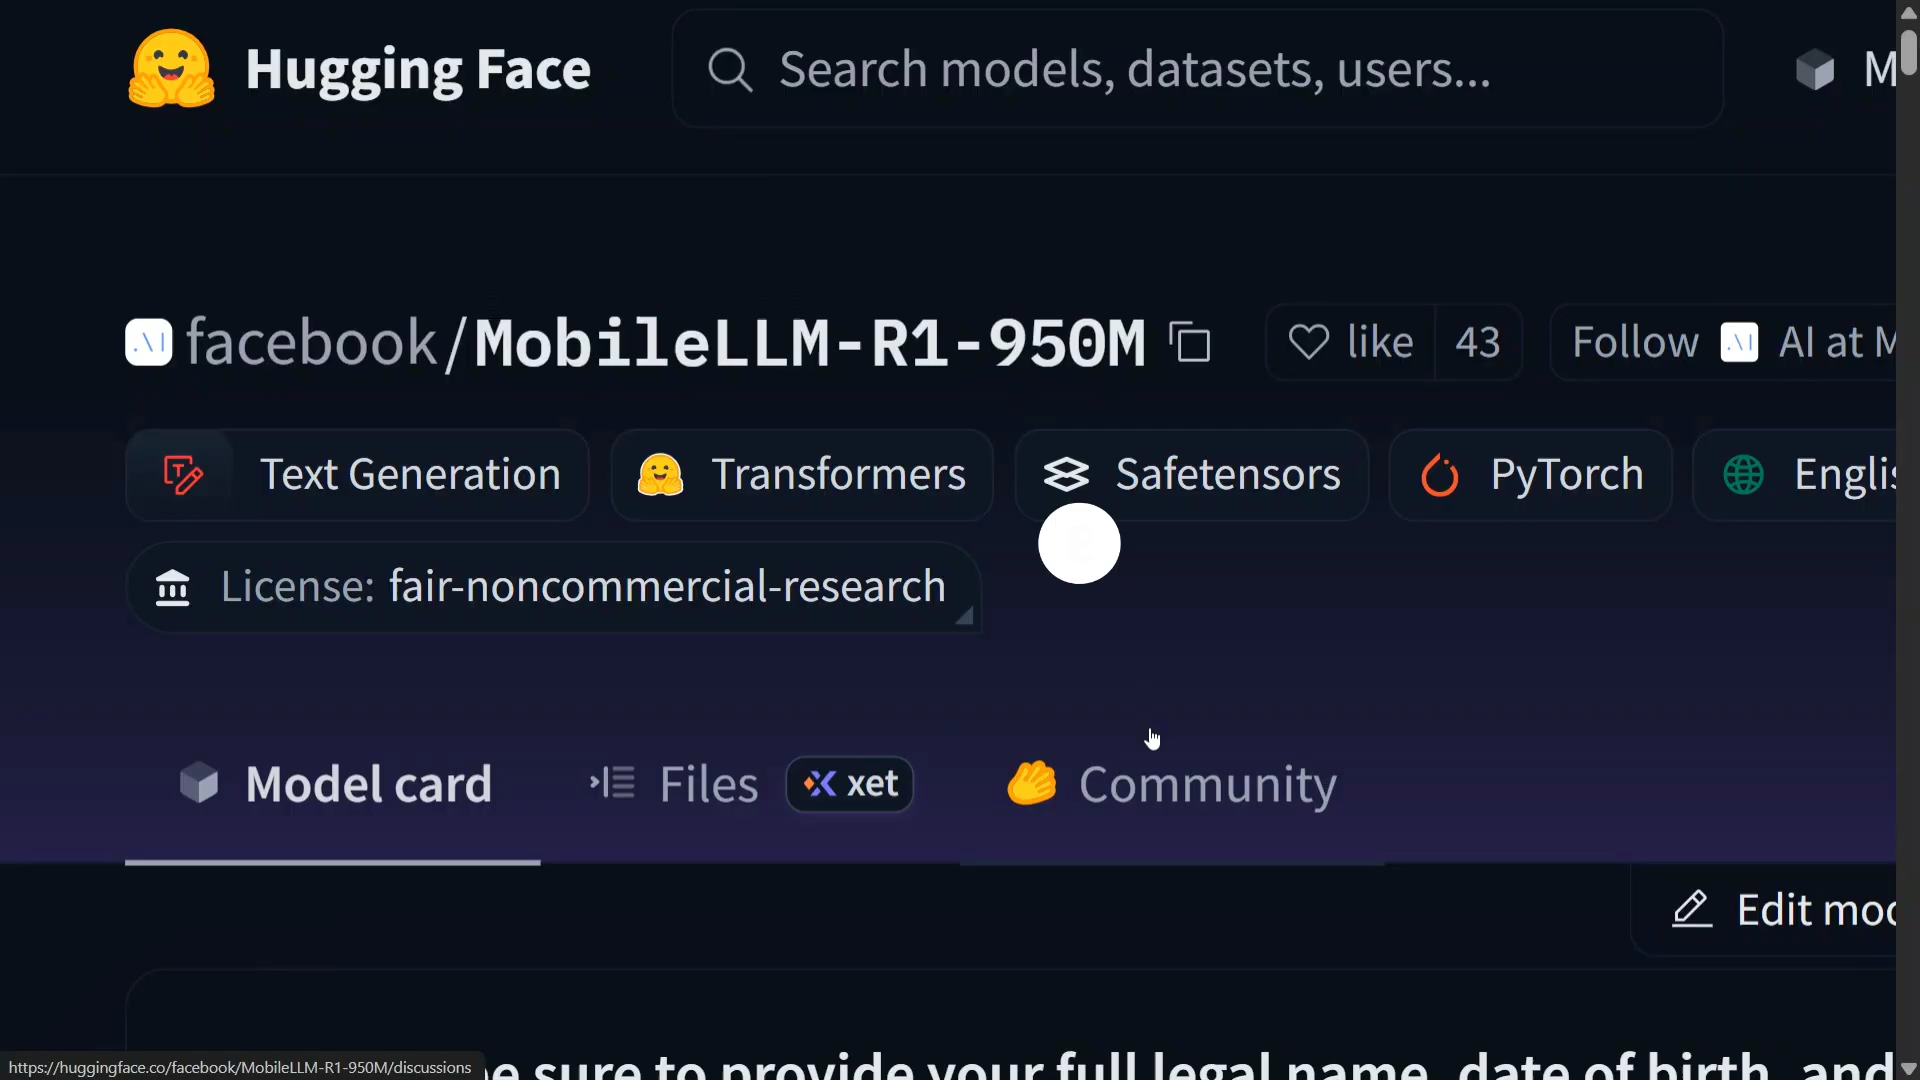 Hugging Face
Search models, datasets, users...
M
facebook/MobileLLM-R1-950M
like 43
Follow AI at M
Text Generation
Transformers
Safetensors
PyTorch
Englis
License: fair-noncommercial-research
Model card
Files xet
Community
Edit mod
e sure to provide your full legal name, date of birth, and
https://huggingface.co/facebook/MobileLLM-R1-950M/discussions